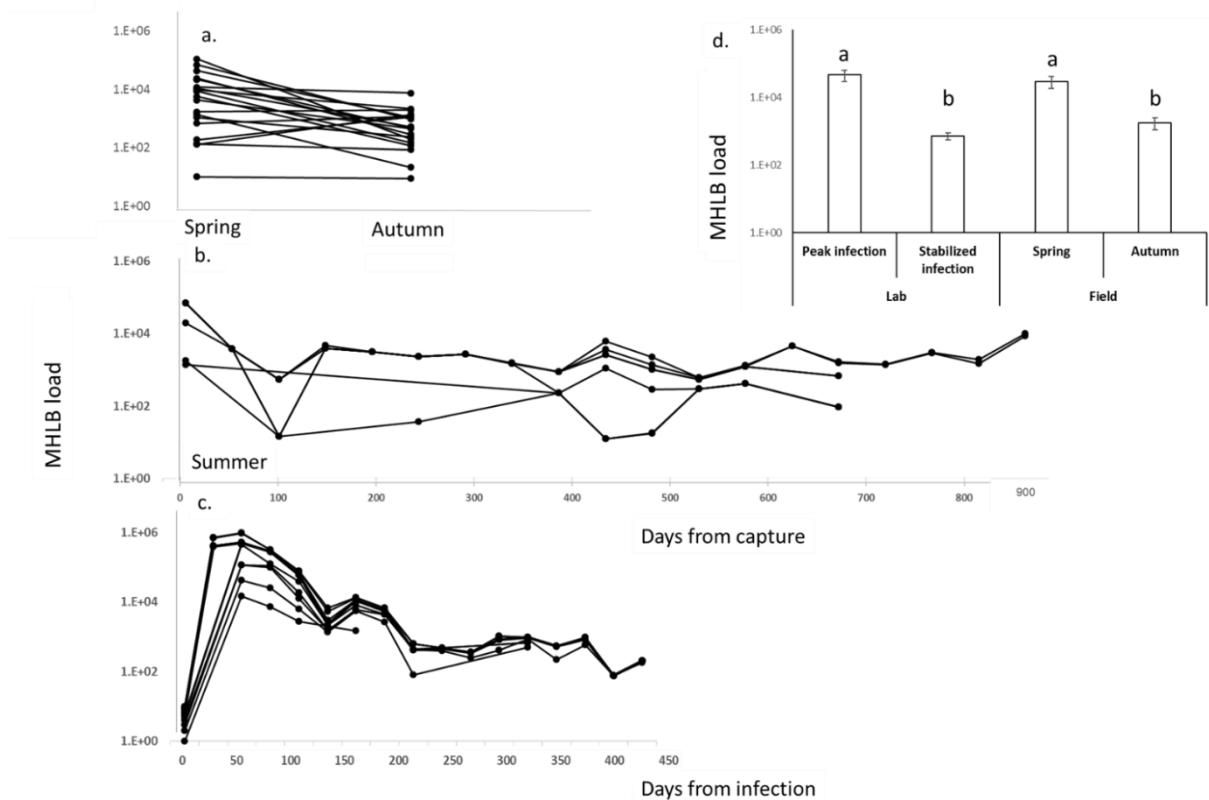 a.
1.E+06
1.E+04
1.E+02
1.E+00
Spring Autumn
d.
MHLB load
1.E+06
1.E+04
1.E+02
1.E+00
a b a b
Peak infection Stabilized infection Spring Autumn
Lab Field
b.
MHLB load
1.E+06
1.E+04
1.E+02
1.E+00
Summer
0 100 200 300 400 500 600 700 800 900
Days from capture
c.
1.E+06
1.E+04
1.E+02
1.E+00
0 50 100 150 200 250 300 350 400 450
Days from infection